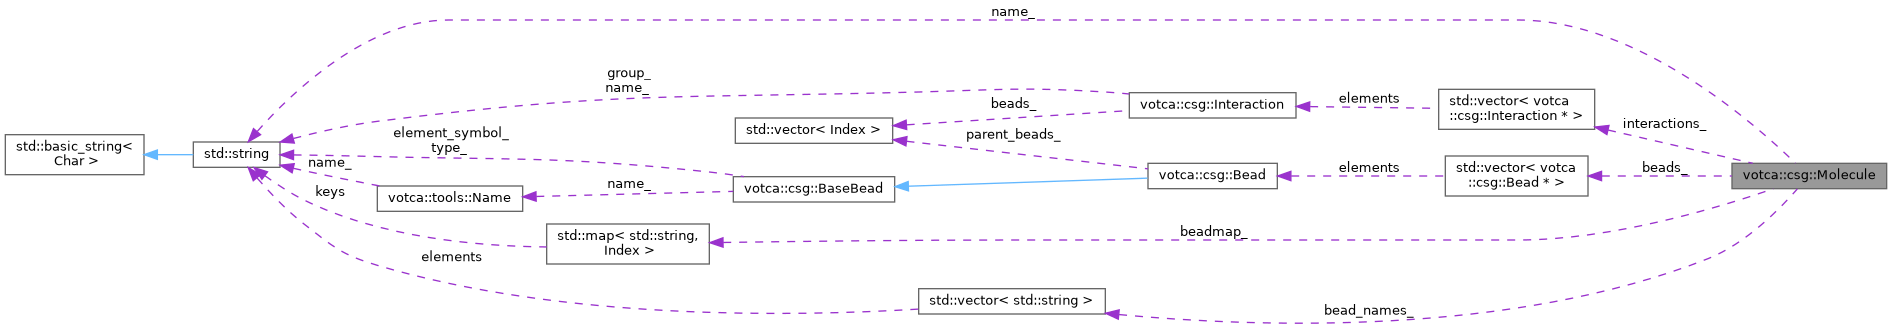 name_
group_
name_
votca::csg::Interaction
elements
std::vector< votca
::csg::Interaction * >
beads_
std::vector< Index >
interactions_
element_symbol_
type_
parent_beads_
std::basic_string<
Char >
std::string
name_
votca::csg::Bead
elements
std::vector< votca
::csg::Bead * >
beads_
votca::csg::Molecule
keys
votca::tools::Name
name_
votca::csg::BaseBead
std::map< std::string,
Index >
beadmap_
elements
std::vector< std::string >
bead_names_